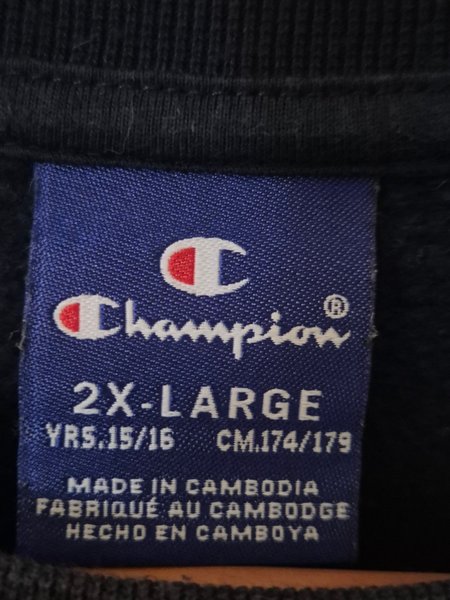 Champion®
2X-LARGE
YRS.15/16 CM.174/179
MADE IN CAMBODIA
FABRIQUÉ AU CAMBODGE
HECHO EN CAMBOYA